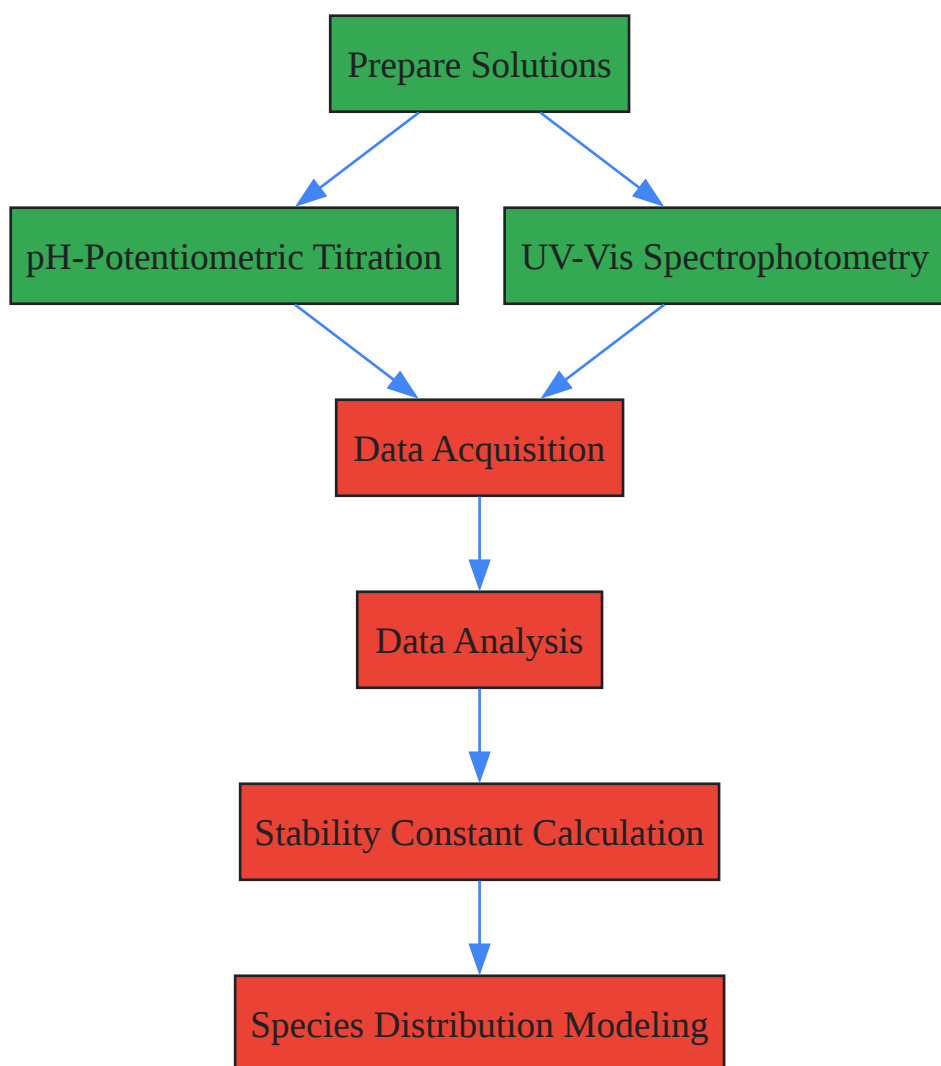 Prepare Solutions
pH-Potentiometric Titration
UV-Vis Spectrophotometry
Data Acquisition
Data Analysis
Stability Constant Calculation
Species Distribution Modeling